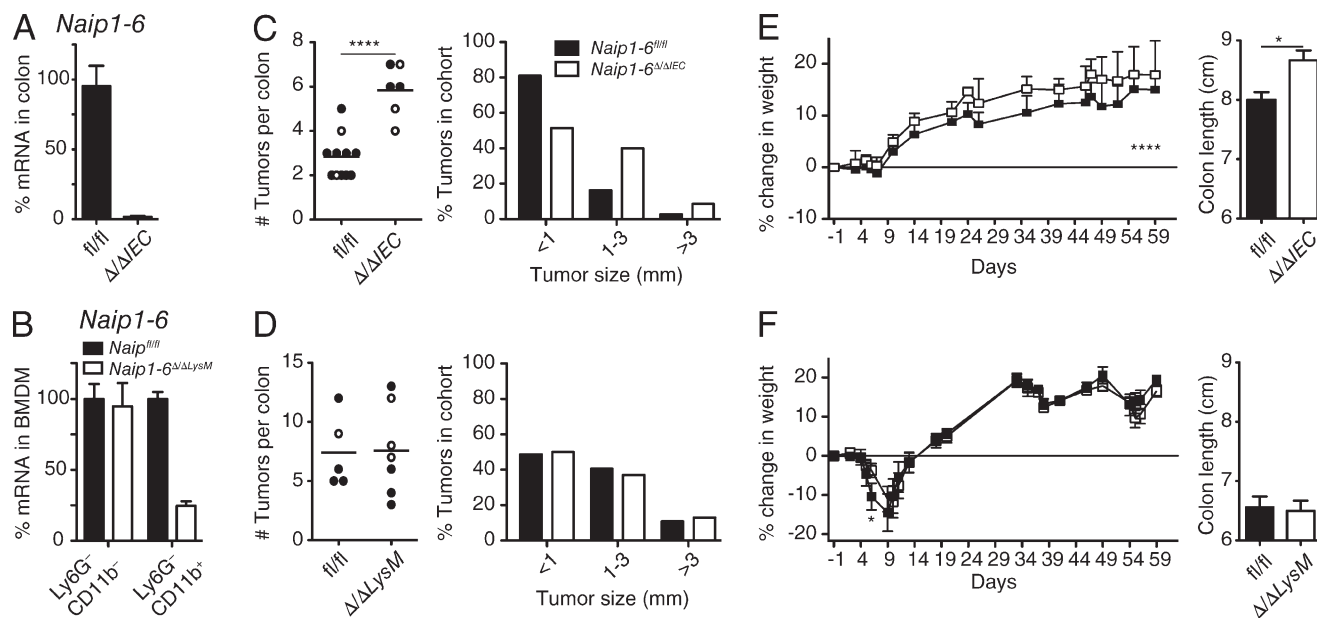 A
Naip1-6
% mRNA in colon
100
50
0
fl/fl
Δ/ΔIEC
B
Naip1-6
Naip^fl/fl
Naip1-6^Δ/ΔLysM
% mRNA in BMDM
100
50
0
Ly6G⁻
CD11b⁻
Ly6G⁻
CD11b⁺
C
# Tumors per colon
8
6
4
2
0
****
fl/fl
Δ/ΔIEC
% Tumors in cohort
100
80
60
40
20
0
Naip1-6^fl/fl
Naip1-6^Δ/ΔIEC
<1
1-3
>3
Tumor size (mm)
D
# Tumors per colon
15
10
5
0
fl/fl
Δ/ΔLysM
% Tumors in cohort
100
80
60
40
20
0
<1
1-3
>3
Tumor size (mm)
E
% change in weight
20
10
0
-10
****
-1 4 9 14 19 24 29 34 39 44 49 54 59
Days
Colon length (cm)
9
8
7
6
*
fl/fl
Δ/ΔIEC
F
% change in weight
20
10
0
-10
-20
*
-1 4 9 14 19 24 29 34 39 44 49 54 59
Days
Colon length (cm)
9
8
7
6
fl/fl
Δ/ΔLysM